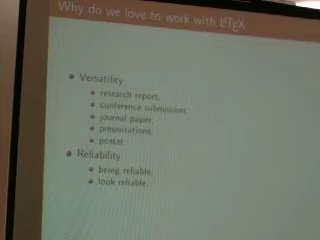 Why do we love to work with LATEX
Versatility
research report;
conference submission;
journal paper;
presentations;
poster.
Reliability
being reliable;
look reliable.